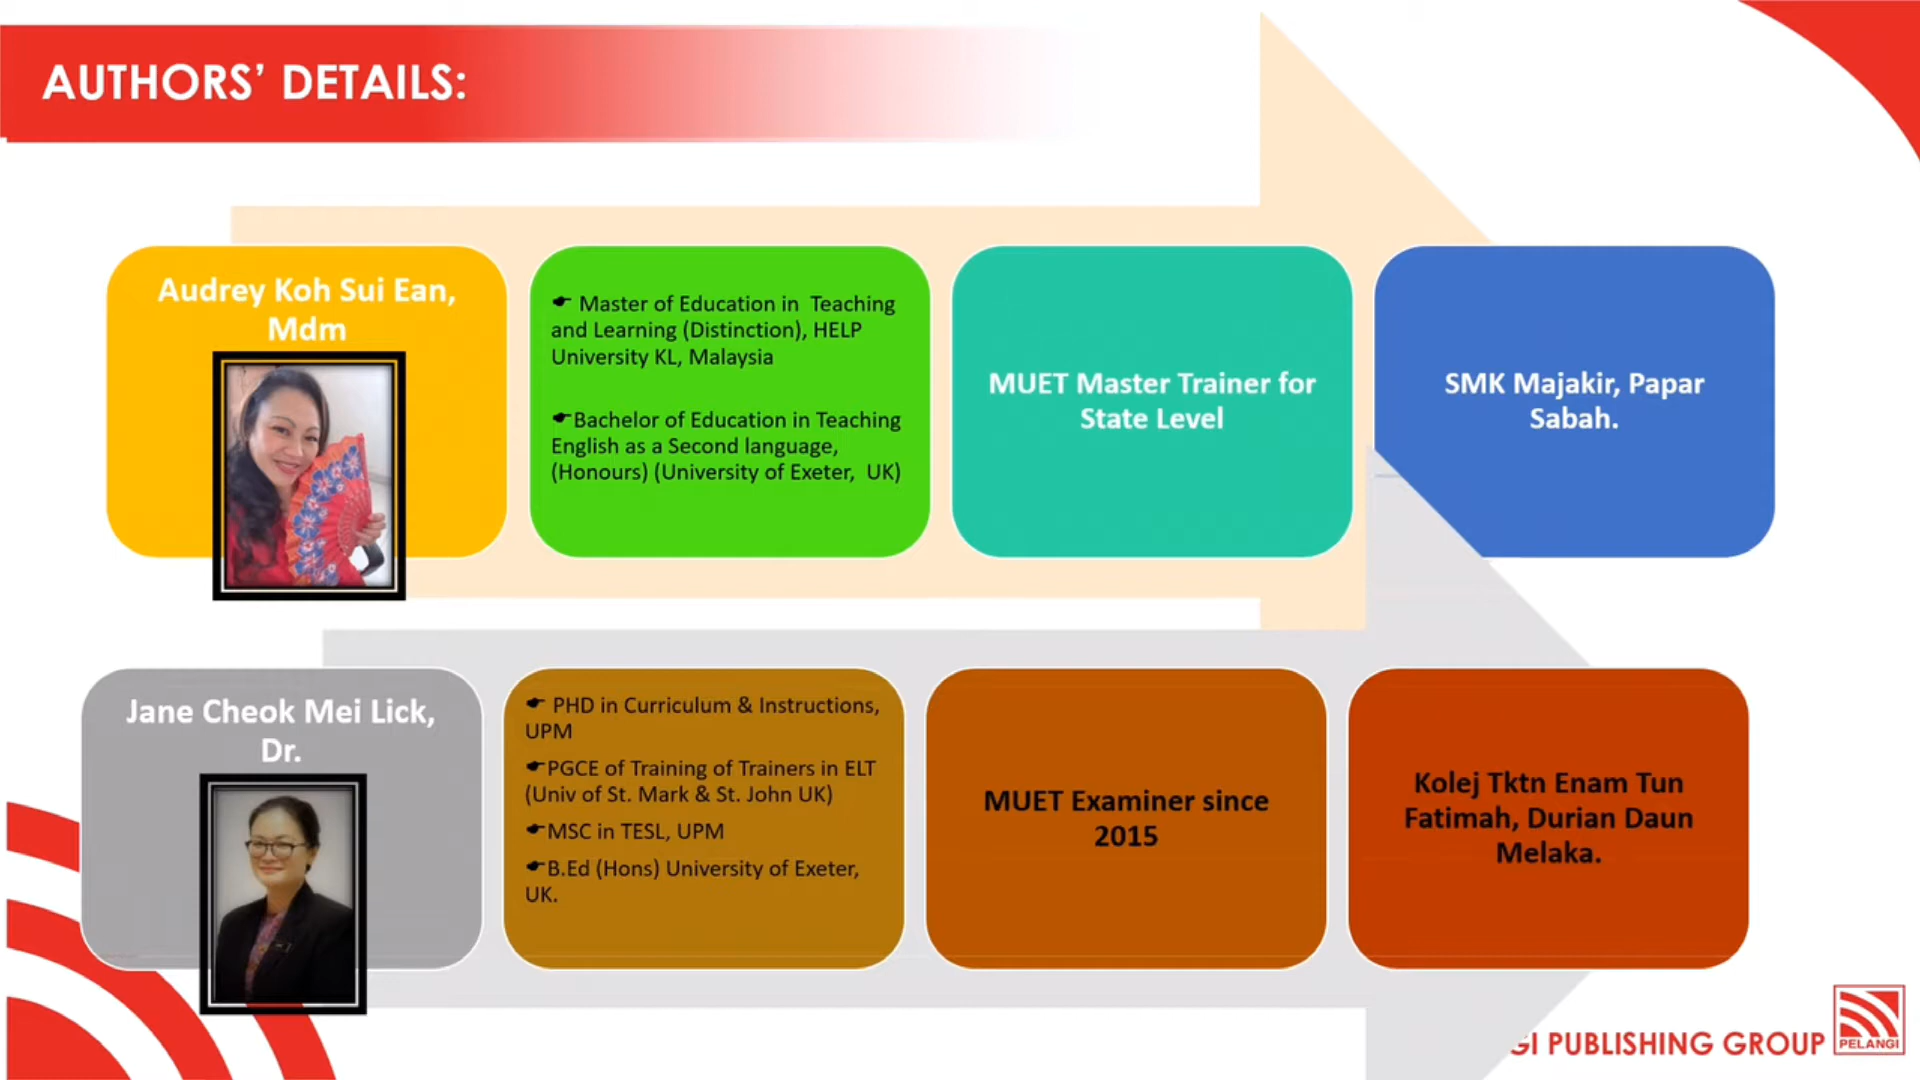 AUTHORS’ DETAILS:
Audrey Koh Sui Ean,
Mdm
☛ Master of Education in  Teaching
and Learning (Distinction), HELP
University KL, Malaysia
☛Bachelor of Education in Teaching
English as a Second language,
(Honours) (University of Exeter,  UK)
MUET Master Trainer for
State Level
SMK Majakir, Papar
Sabah.
Jane Cheok Mei Lick,
Dr.
☛ PHD in Curriculum & Instructions,
UPM
☛PGCE of Training of Trainers in ELT
(Univ of St. Mark & St. John UK)
☛MSC in TESL, UPM
☛B.Ed (Hons) University of Exeter,
UK.
MUET Examiner since
2015
Kolej Tktn Enam Tun
Fatimah, Durian Daun
Melaka.
GI PUBLISHING GROUP
PELANGI